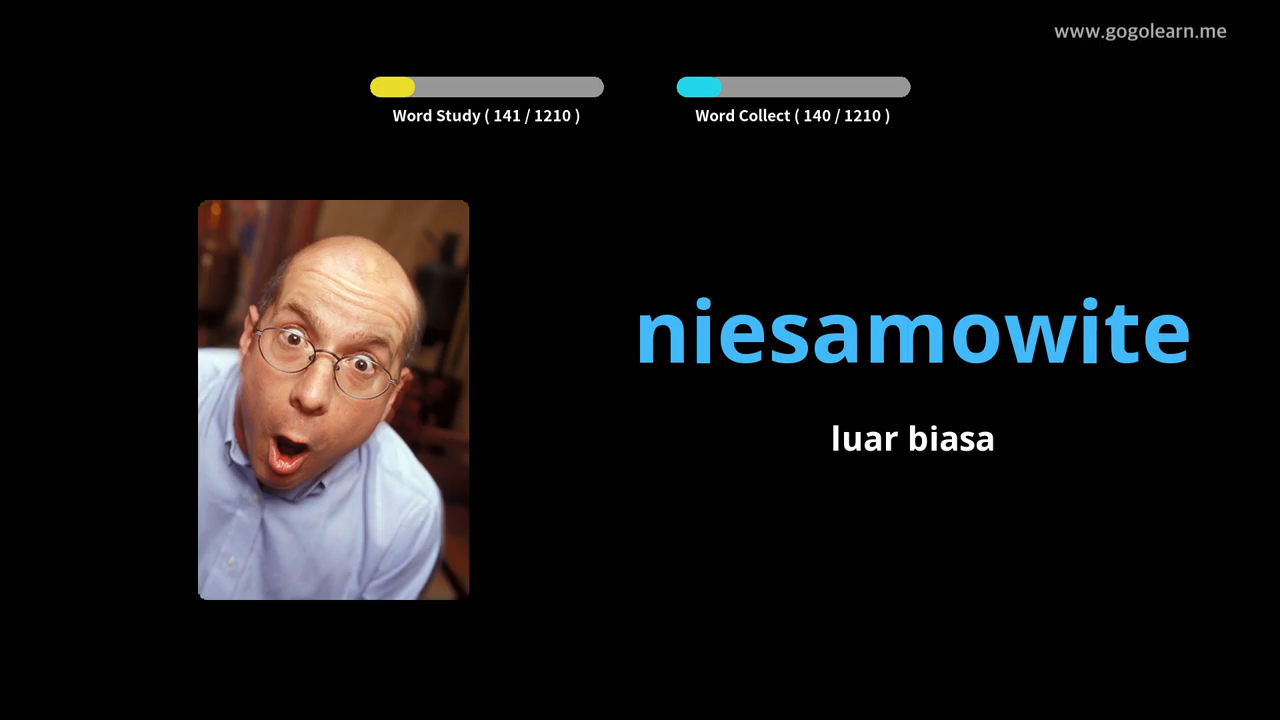 www.gogolearn.me
Word Study ( 141 / 1210 )
Word Collect ( 140 / 1210 )
niesamowite
luar biasa